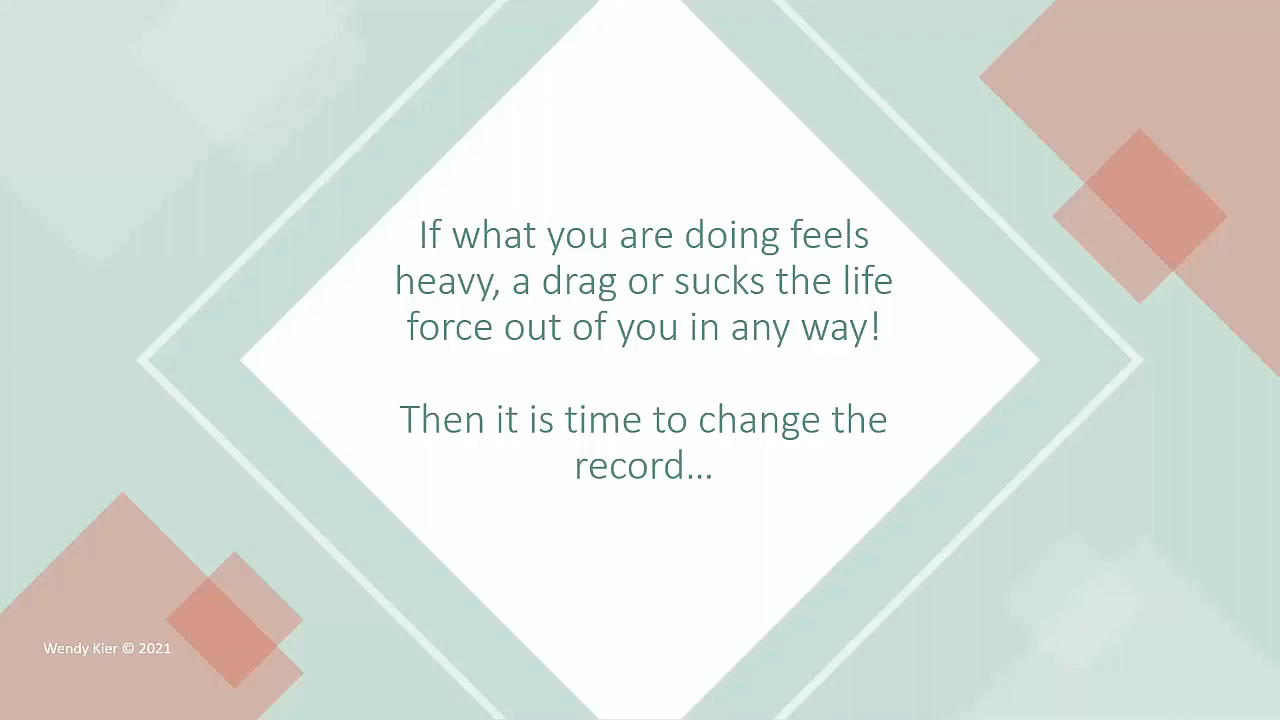 If what you are doing feels
heavy, a drag or sucks the life
force out of you in any way!
Then it is time to change the
record...
Wendy Kier © 2021